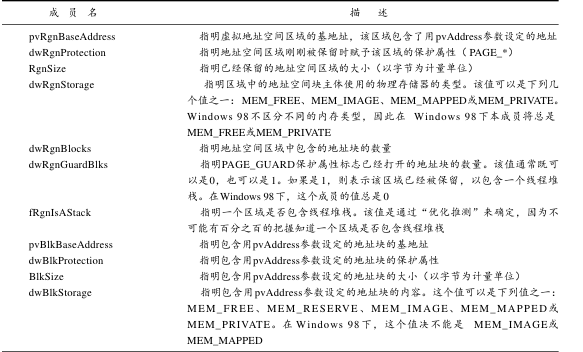 成 员 名 描 述
pvRgnBaseAddress 指明虚拟地址空间区域的基地址，该区域包含了用pvAddress参数设定的地址
dwRgnProtection 指明地址空间区域刚刚被保留时赋予该区域的保护属性（PAGE_*）
RgnSize 指明已经保留的地址空间区域的大小（以字节为计量单位）
dwRgnStorage 指明区域中的地址空间块主体使用的物理存储器的类型。该值可以是下列几
个值之一：MEM_FREE、MEM_IMAGE、MEM_MAPPED或MEM_PRIVATE。
Windows 98不区分不同的内存类型，因此在 Windows 98下本成员将总是
MEM_FREE或MEM_PRIVATE
dwRgnBlocks 指明地址空间区域中包含的地址块的数量
dwRgnGuardBlks 指明PAGE_GUARD保护属性标志已经打开的地址块的数量。该值通常既可
以是0，也可以是1。如果是1，则表示该区域已经被保留，以包含一个线程堆
栈。在Windows 98下，这个成员的值总是0
fRgnIsAStack 指明一个区域是否包含线程堆栈。该值是通过“优化推测”来确定，因为不
可能有百分之百的把握知道一个区域是否包含线程堆栈
pvBlkBaseAddress 指明包含用pvAddress参数设定的地址块的基地址
dwBlkProtection 指明包含用pvAddress参数设定的地址块的保护属性
BlkSize 指明包含用pvAddress参数设定的地址块的大小（以字节为计量单位）
dwBlkStorage 指明包含用pvAddress参数设定的地址块的内容。这个值可以是下列值之一：
MEM_FREE、MEM_RESERVE、MEM_IMAGE、MEM_MAPPED或
MEM_PRIVATE。在Windows 98下，这个值块不能是 MEM_IMAGE或
MEM_MAPPED